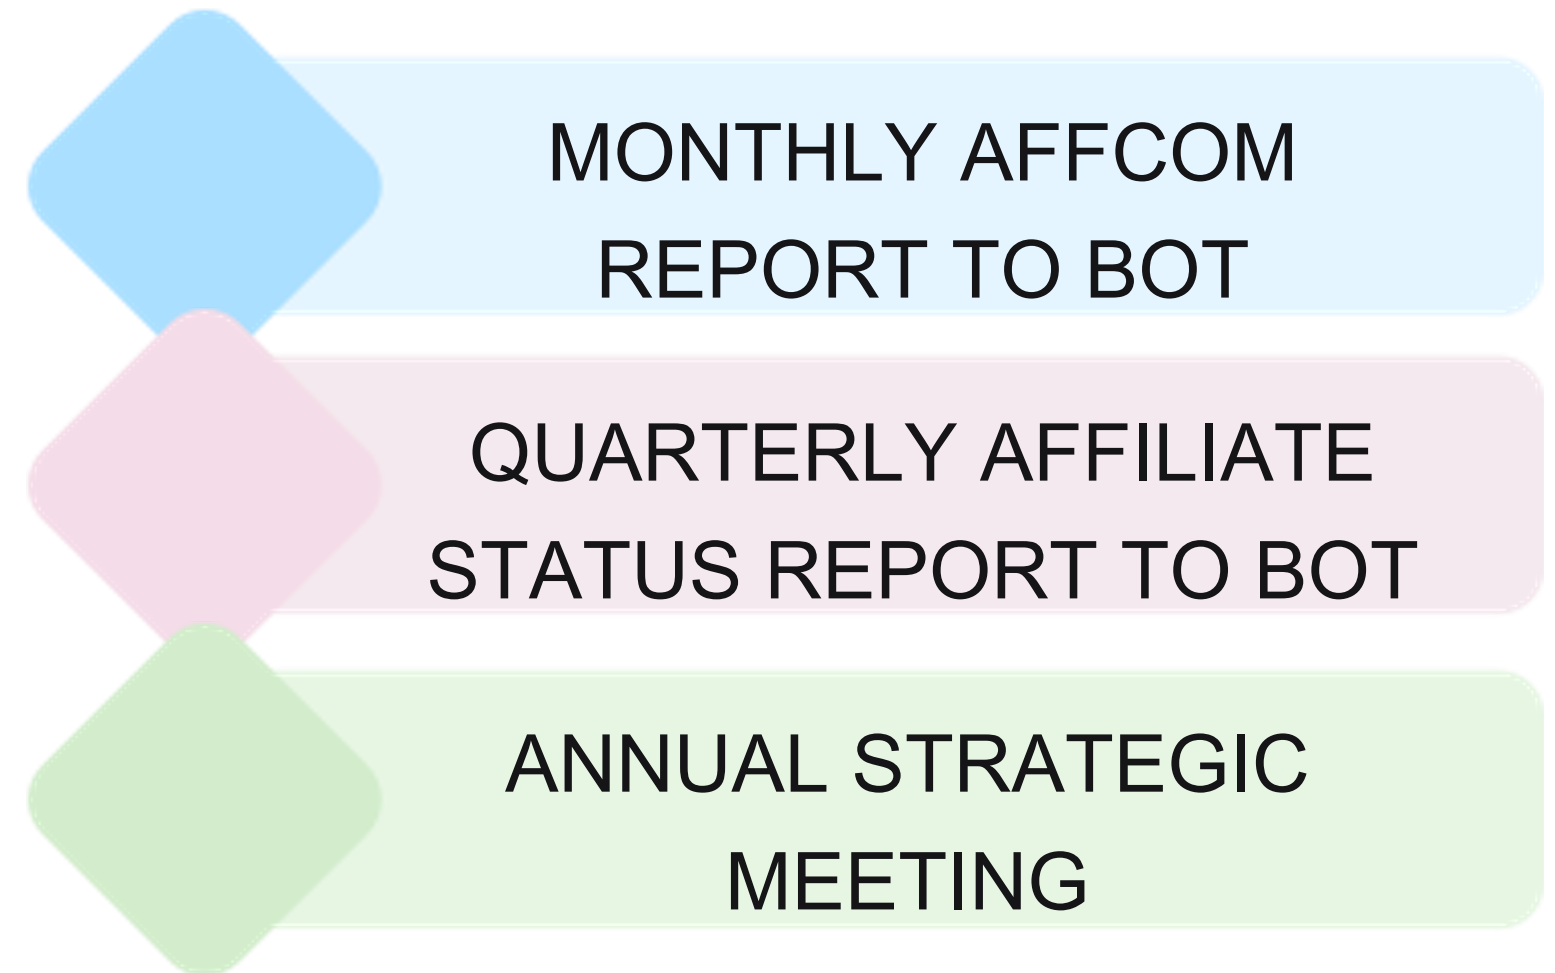 MONTHLY AFFCOM
REPORT TO BOT
QUARTERLY AFFILIATE
STATUS REPORT TO BOT
ANNUAL STRATEGIC
MEETING